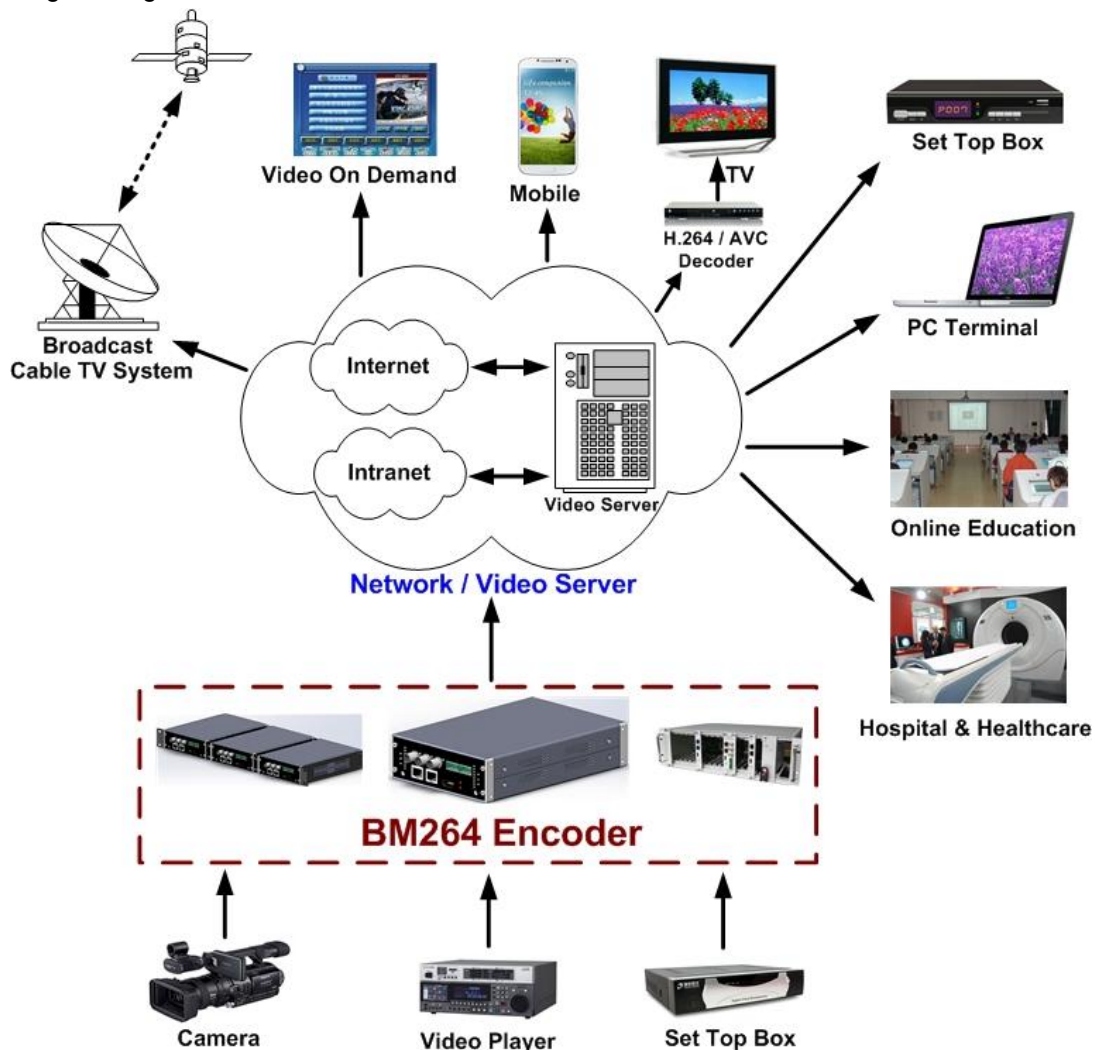 Video On Demand
Mobile
TV
H.264 / AVC
Decoder
P007
Set Top Box
PC Terminal
Broadcast
Cable TV System
Internet
Intranet
Video Server
Online Education
Network / Video Server
Hospital & Healthcare
BM264 Encoder
Camera
Video Player
Set Top Box